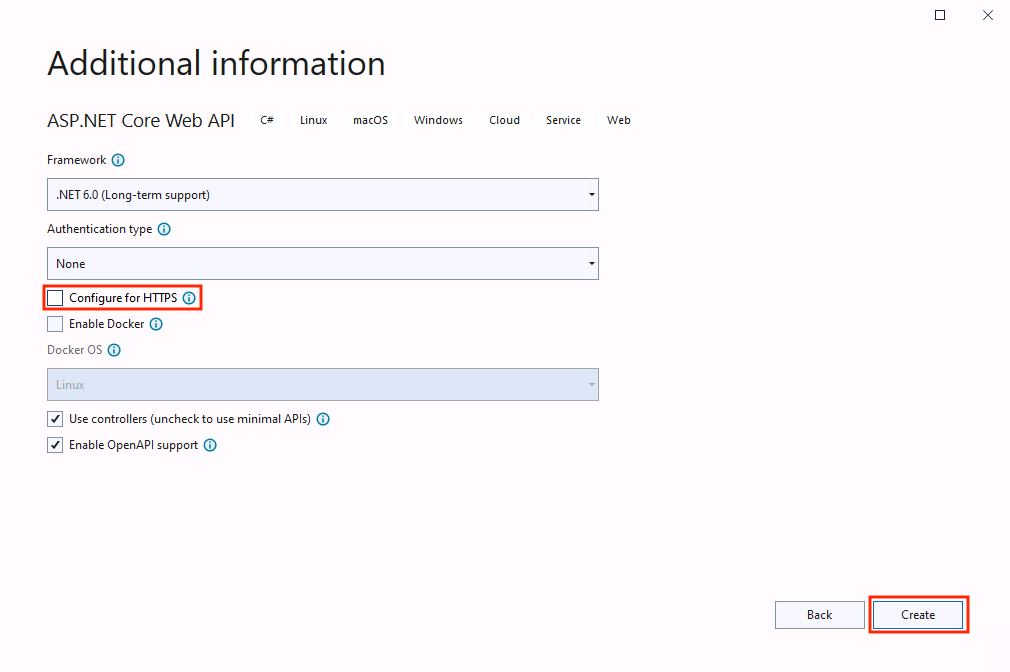 Additional information
ASP.NET Core Web API C# Linux macOS Windows Cloud Service Web
Framework
.NET 6.0 (Long-term support)
Authentication type
None
Configure for HTTPS
Enable Docker
Docker OS
Linux
Use controllers (uncheck to use minimal APIs)
Enable OpenAPI support
Back Create